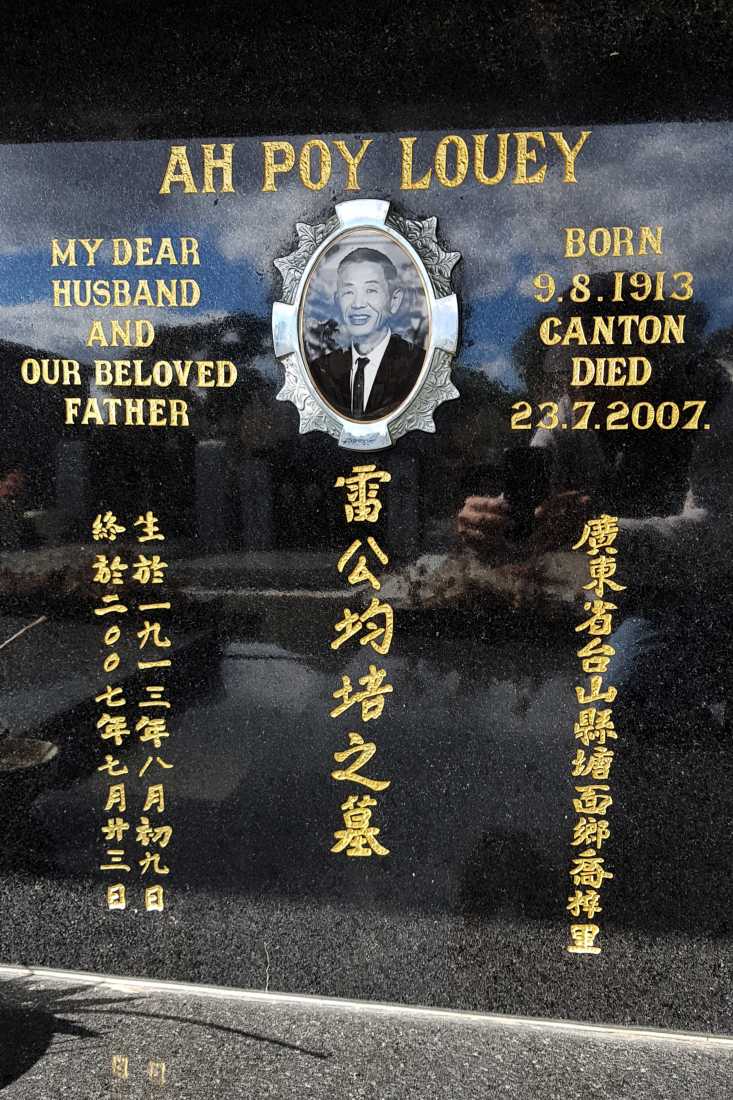 AH POY LOUEY
MY DEAR
HUSBAND
AND
OUR BELOVED
FATHER
BORN
9.8.1913
CANTON
DIED
23.7.2007.
廣東省台山縣塘面鄉喬梓里
雷公均培之墓
生於一九一三年八月初九日
終於二00七年七月廿三日